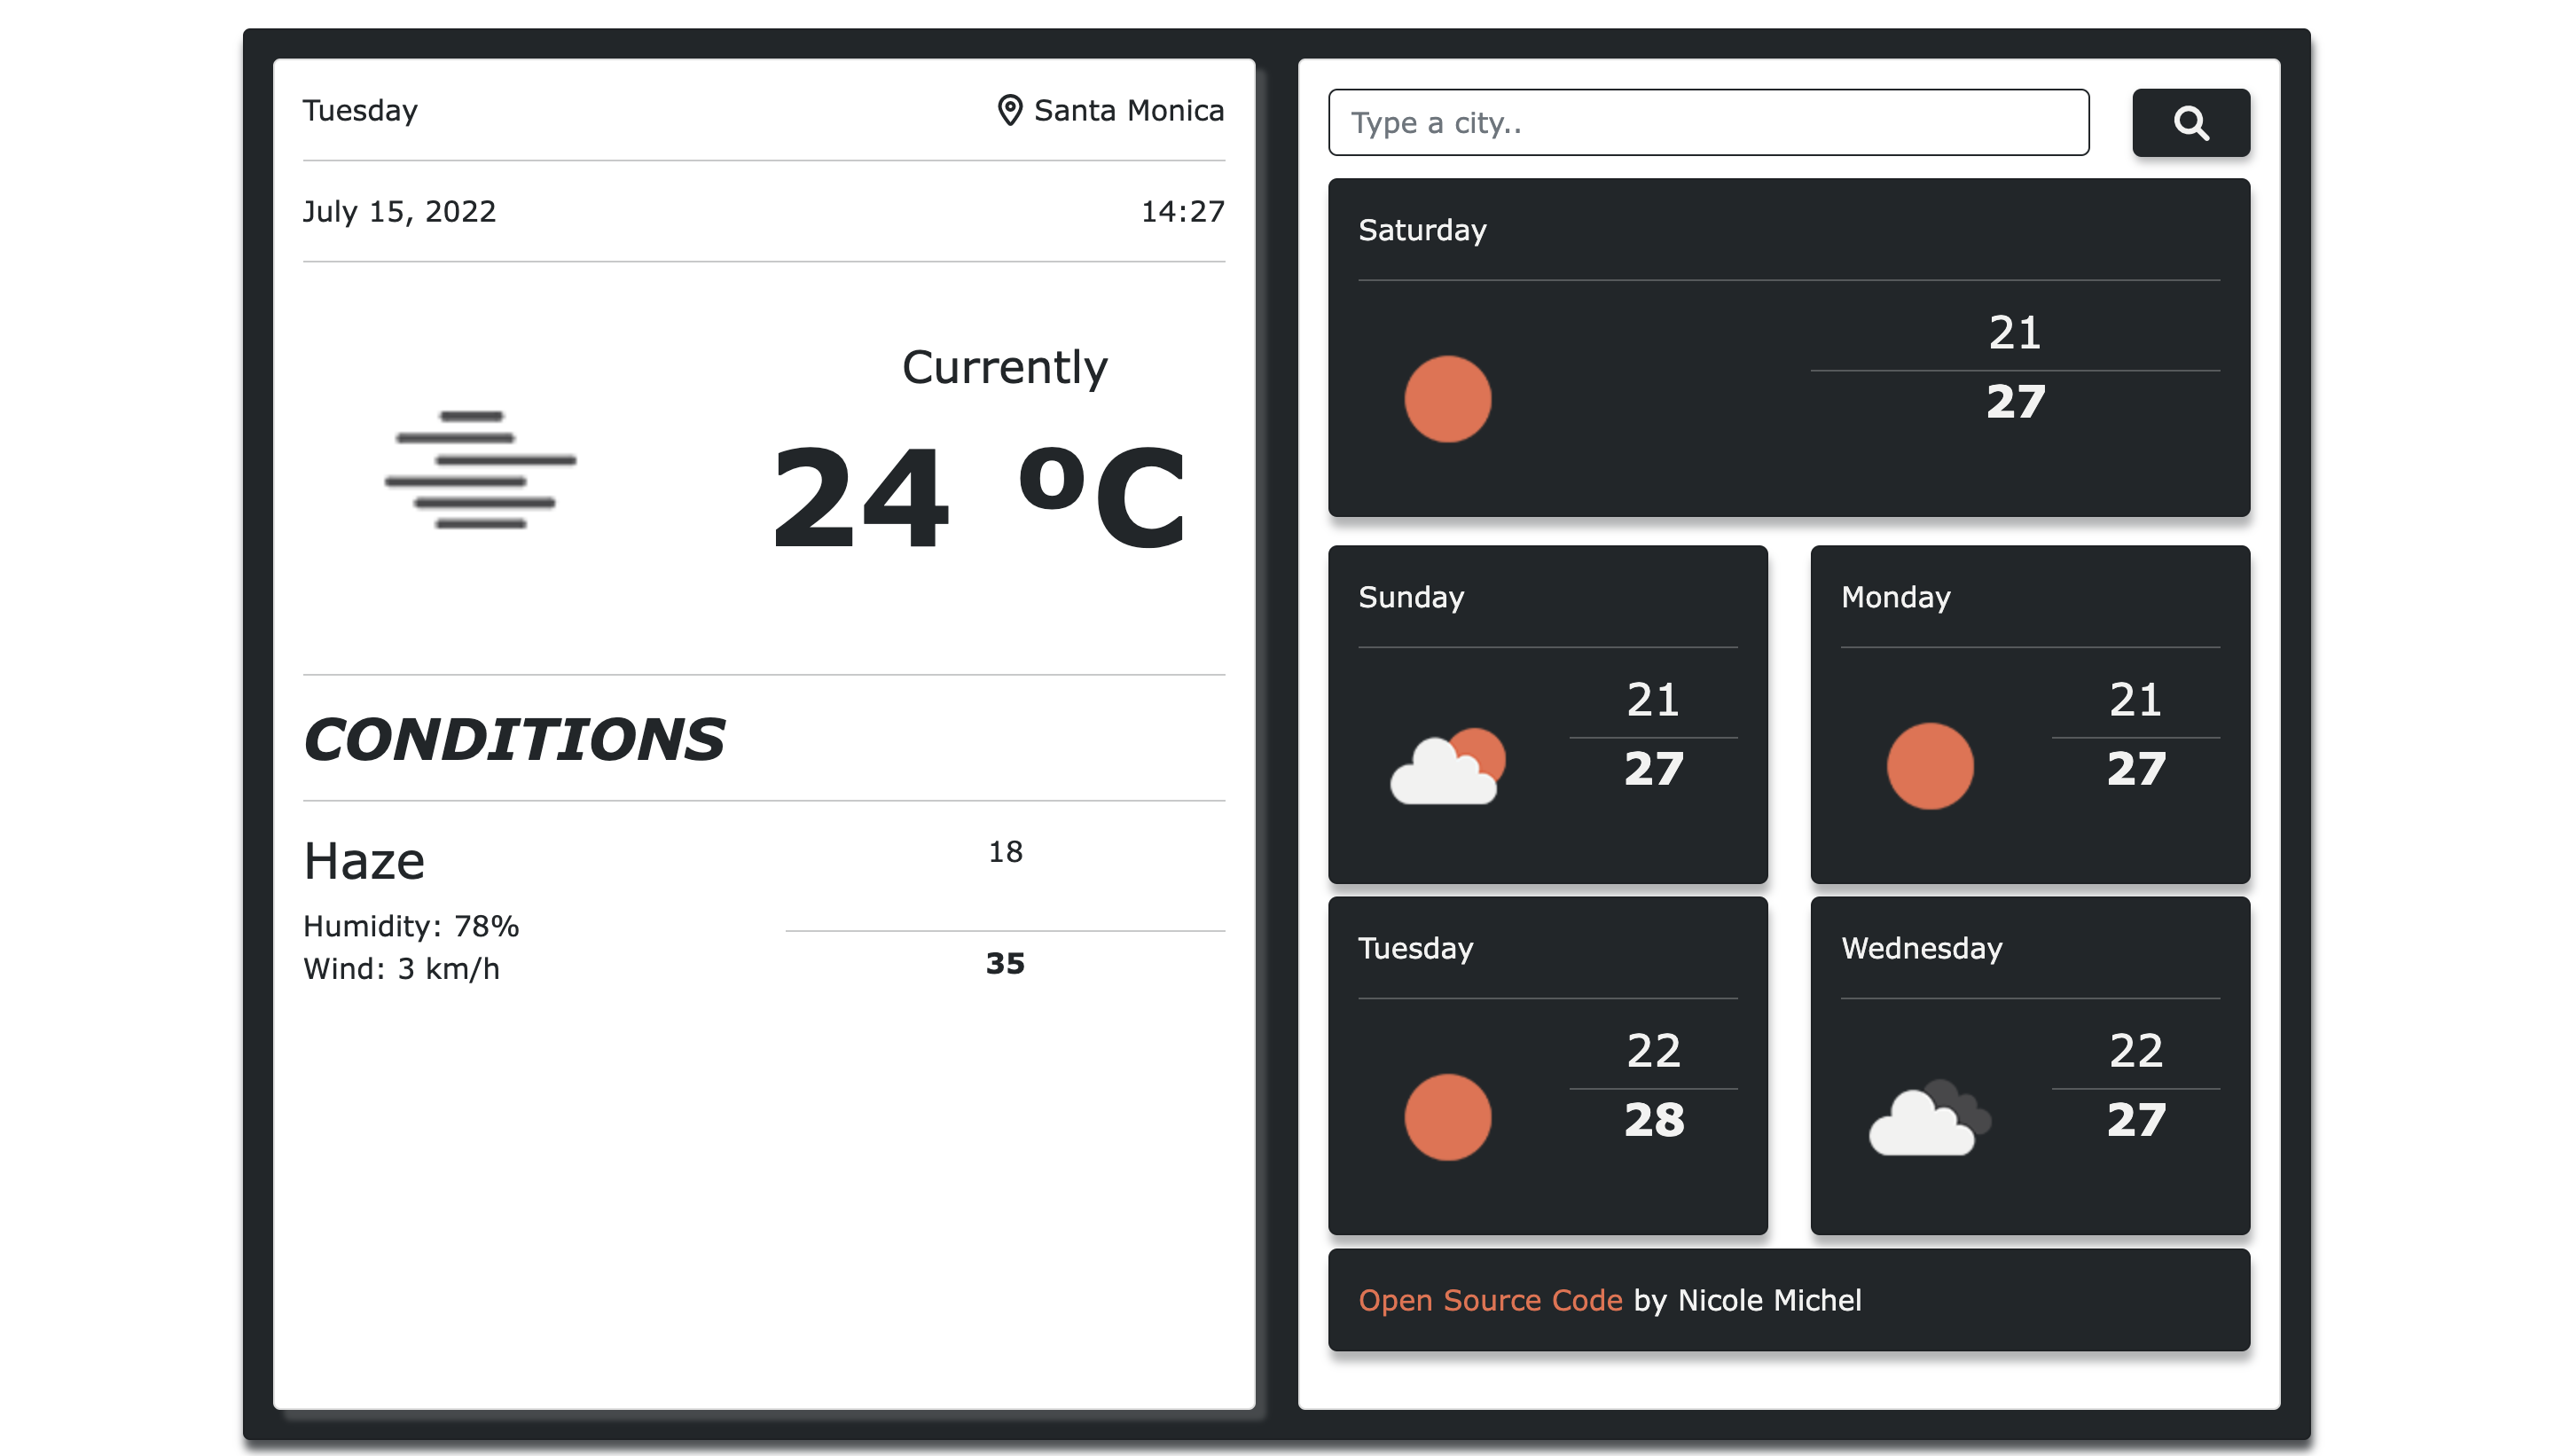 Tuesday
Santa Monica
July 15, 2022
14:27
Currently
24 ºC
CONDITIONS
Haze
Humidity: 78%
Wind: 3 km/h
18
35
Type a city..
Saturday
21
27
Sunday
21
27
Monday
21
27
Tuesday
22
28
Wednesday
22
27
Open Source Code by Nicole Michel